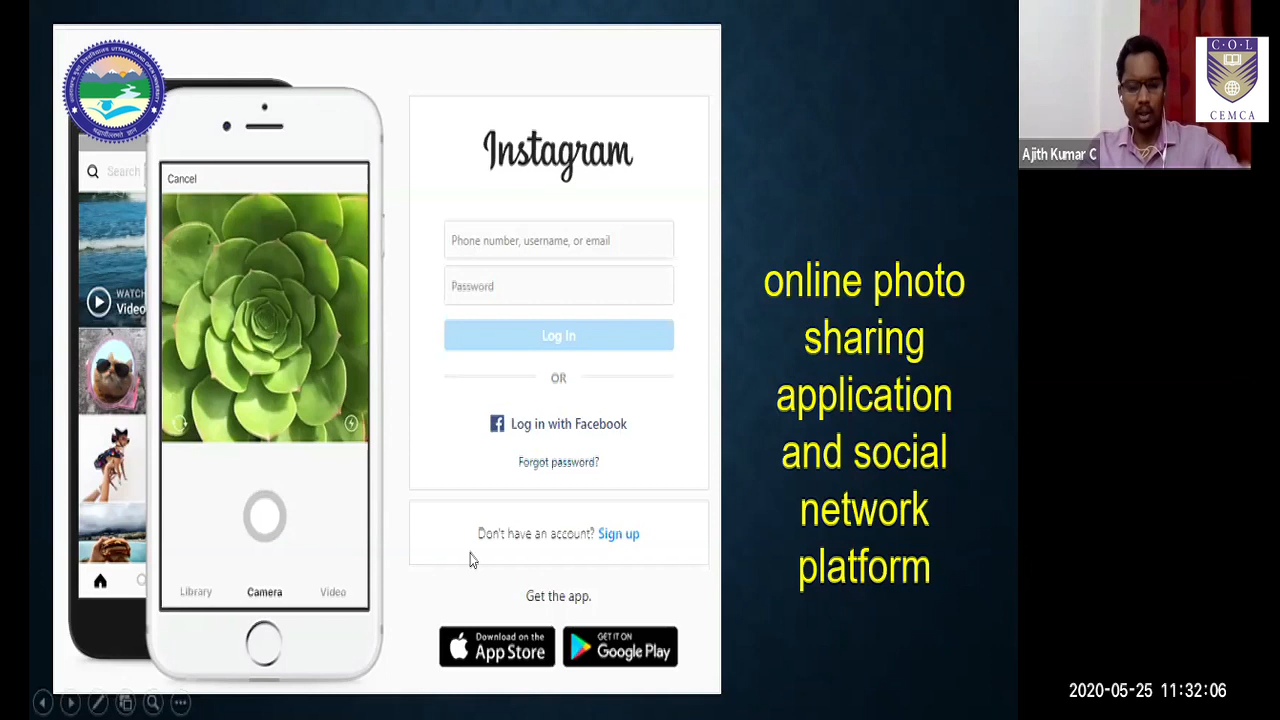 Search
Cancel
WATCH
Video
Library
Camera
Video
Instagram
Phone number, username, or email
Password
Log In
OR
Log in with Facebook
Forgot password?
Don't have an account? Sign up
Get the app.
Download on the
App Store
GET IT ON
Google Play
online photo
sharing
application
and social
network
platform
Ajith Kumar C
C·O·L
CEMCA
2020-05-25 11:32:06